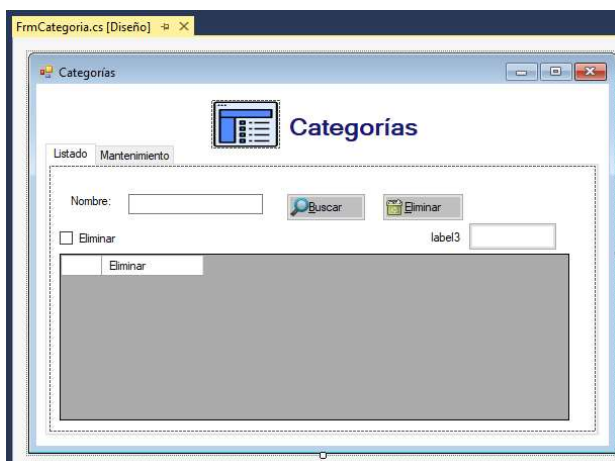 FrmCategoria.cs [Diseño]
Categorías
Categorías
Listado Mantenimiento
Nombre: Buscar Eliminar
Eliminar label3
Eliminar